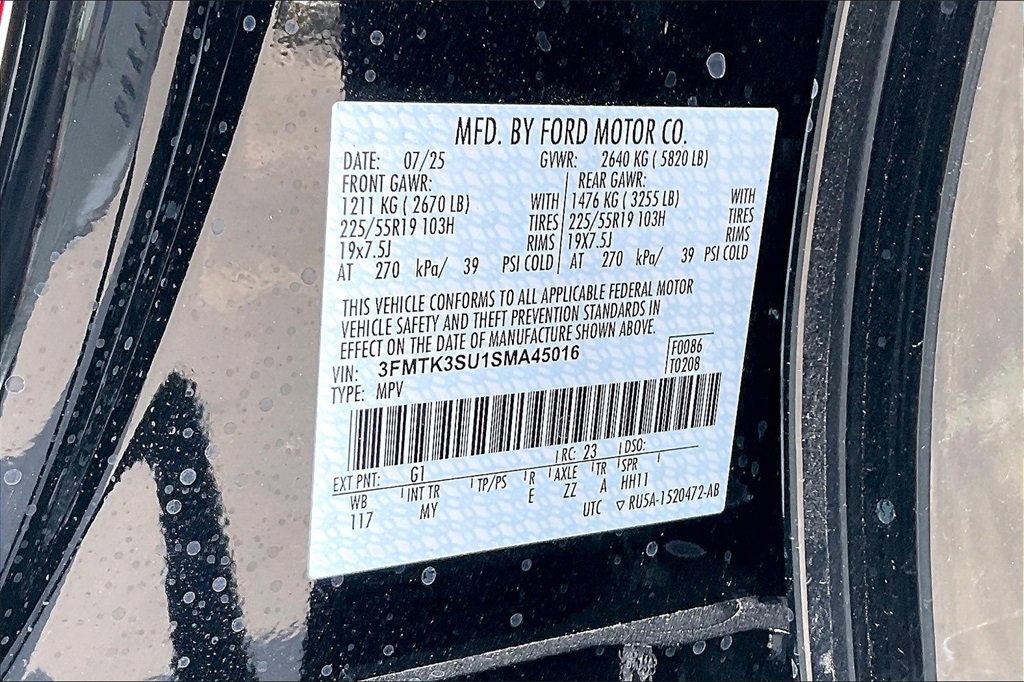 MFD. BY FORD MOTOR CO.
DATE: 07/25 GVWR: 2640 KG ( 5820 LB)
FRONT GAWR: REAR GAWR:
1211 KG ( 2670 LB) WITH 1476 KG ( 3255 LB) WITH
225/55R19 103H TIRES 225/55R19 103H TIRES
19x7.5J RIMS 19x7.5J RIMS
AT 270 kPa/ 39 PSI COLD AT 270 kPa/ 39 PSI COLD
THIS VEHICLE CONFORMS TO ALL APPLICABLE FEDERAL MOTOR
VEHICLE SAFETY AND THEFT PREVENTION STANDARDS IN
EFFECT ON THE DATE OF MANUFACTURE SHOWN ABOVE.
VIN: 3FMTK3SU1SMA45016 F0086
TYPE: MPV T0208
EXT PNT: G1 RC: 23 DSO:
WB INT TR TP/PS R AXLE TR SPR
117 MY E ZZ A HH11
UTC ▽ RU5A-1520472-AB